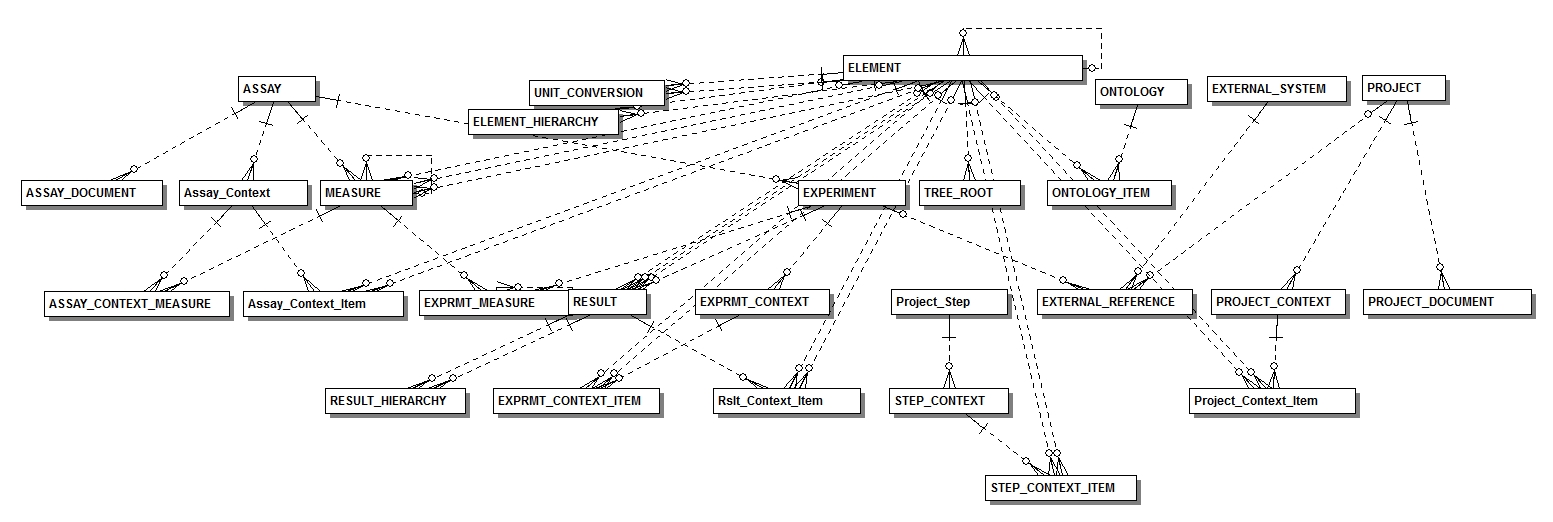 ELEMENT
ASSAY
UNIT_CONVERSION
ONTOLOGY
EXTERNAL_SYSTEM
PROJECT
ELEMENT_HIERARCHY
ASSAY_DOCUMENT
Assay_Context
MEASURE
EXPERIMENT
TREE_ROOT
ONTOLOGY_ITEM
ASSAY_CONTEXT_MEASURE
Assay_Context_Item
EXPRMT_MEASURE
RESULT
EXPRMT_CONTEXT
Project_Step
EXTERNAL_REFERENCE
PROJECT_CONTEXT
PROJECT_DOCUMENT
RESULT_HIERARCHY
EXPRMT_CONTEXT_ITEM
Rslt_Context_Item
STEP_CONTEXT
Project_Context_Item
STEP_CONTEXT_ITEM